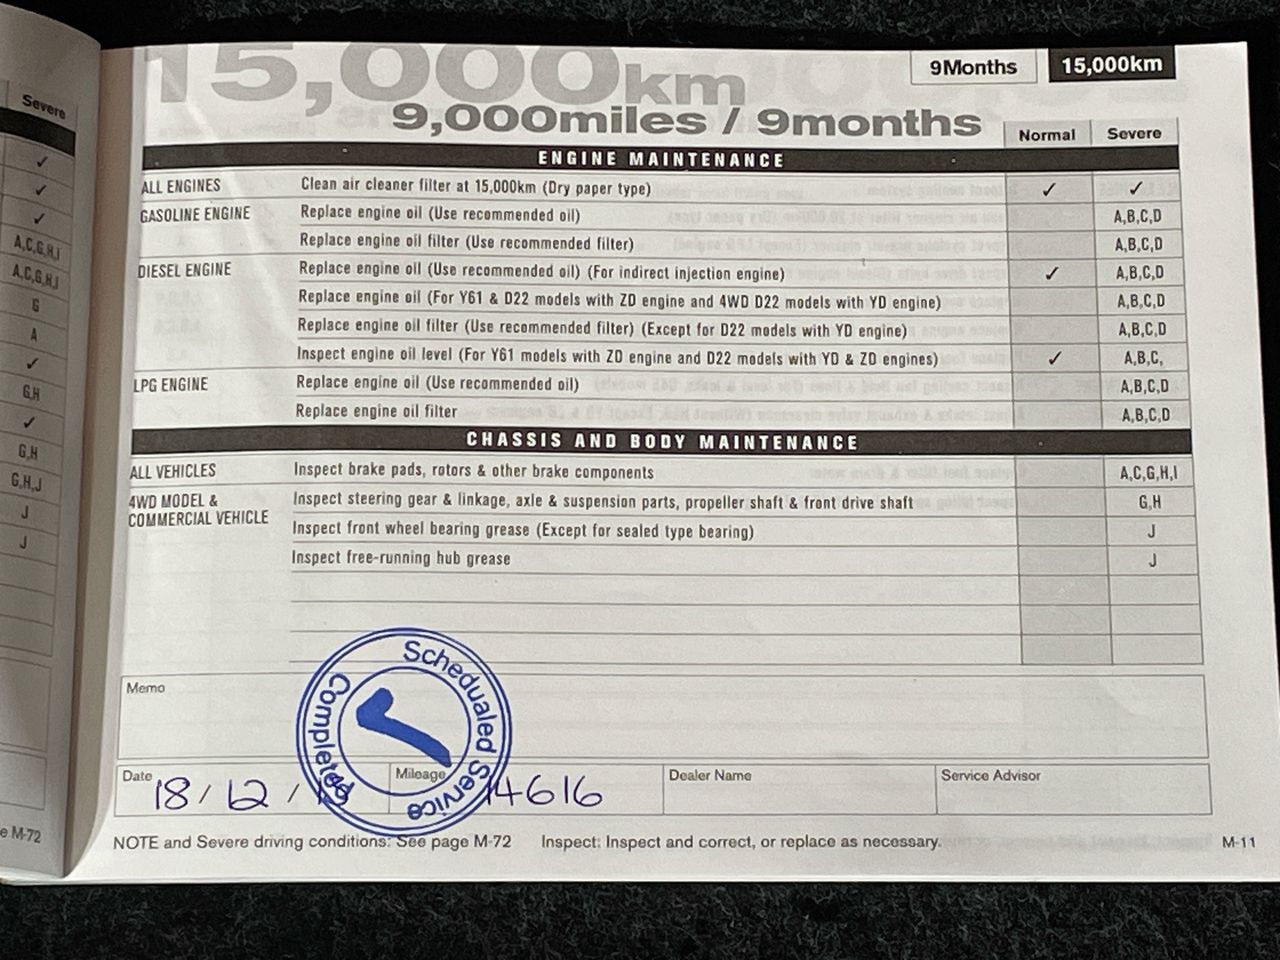 Severe
✓
✓
✓
A,C,G,H,I
A,C,G,H,J
G
A
✓
G,H
✓
G,H
G,H,J
J
J
e M-72
15,000km
9,000miles / 9months
9Months 15,000km
Normal Severe
ENGINE MAINTENANCE
ALL ENGINES Clean air cleaner filter at 15,000km (Dry paper type) ✓ ✓
GASOLINE ENGINE Replace engine oil (Use recommended oil) A,B,C,D
Replace engine oil filter (Use recommended filter) A,B,C,D
DIESEL ENGINE Replace engine oil (Use recommended oil) (For indirect injection engine) ✓ A,B,C,D
Replace engine oil (For Y61 & D22 models with ZD engine and 4WD D22 models with YD engine) A,B,C,D
Replace engine oil filter (Use recommended filter) (Except for D22 models with YD engine) A,B,C,D
Inspect engine oil level (For Y61 models with ZD engine and D22 models with YD & ZD engines) ✓ A,B,C,
LPG ENGINE Replace engine oil (Use recommended oil) A,B,C,D
Replace engine oil filter A,B,C,D
CHASSIS AND BODY MAINTENANCE
ALL VEHICLES Inspect brake pads, rotors & other brake components A,C,G,H,I
4WD MODEL & Inspect steering gear & linkage, axle & suspension parts, propeller shaft & front drive shaft G,H
COMMERCIAL VEHICLE Inspect front wheel bearing grease (Except for sealed type bearing) J
Inspect free-running hub grease J
Schedualed Service
Completed
Memo
Date Mileage Dealer Name Service Advisor
18/12/ 14616
NOTE and Severe driving conditions: See page M-72 Inspect: Inspect and correct, or replace as necessary.
M-11